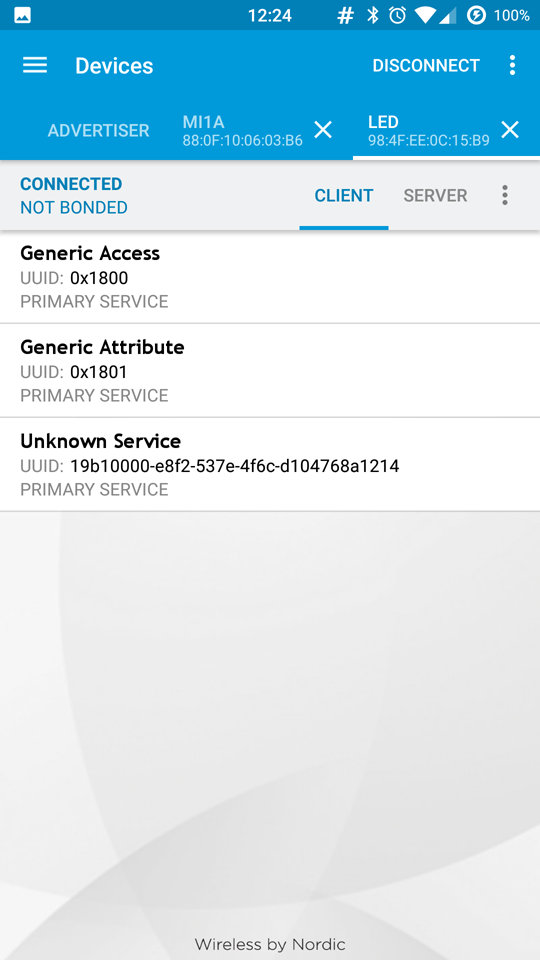 12:24
100%
Devices
DISCONNECT
ADVERTISER
MI1A
88:0F:10:06:03:B6
LED
98:4F:EE:0C:15:B9
CONNECTED
NOT BONDED
CLIENT
SERVER
Generic Access
UUID: 0x1800
PRIMARY SERVICE
Generic Attribute
UUID: 0x1801
PRIMARY SERVICE
Unknown Service
UUID: 19b10000-e8f2-537e-4f6c-d104768a1214
PRIMARY SERVICE
Wireless by Nordic